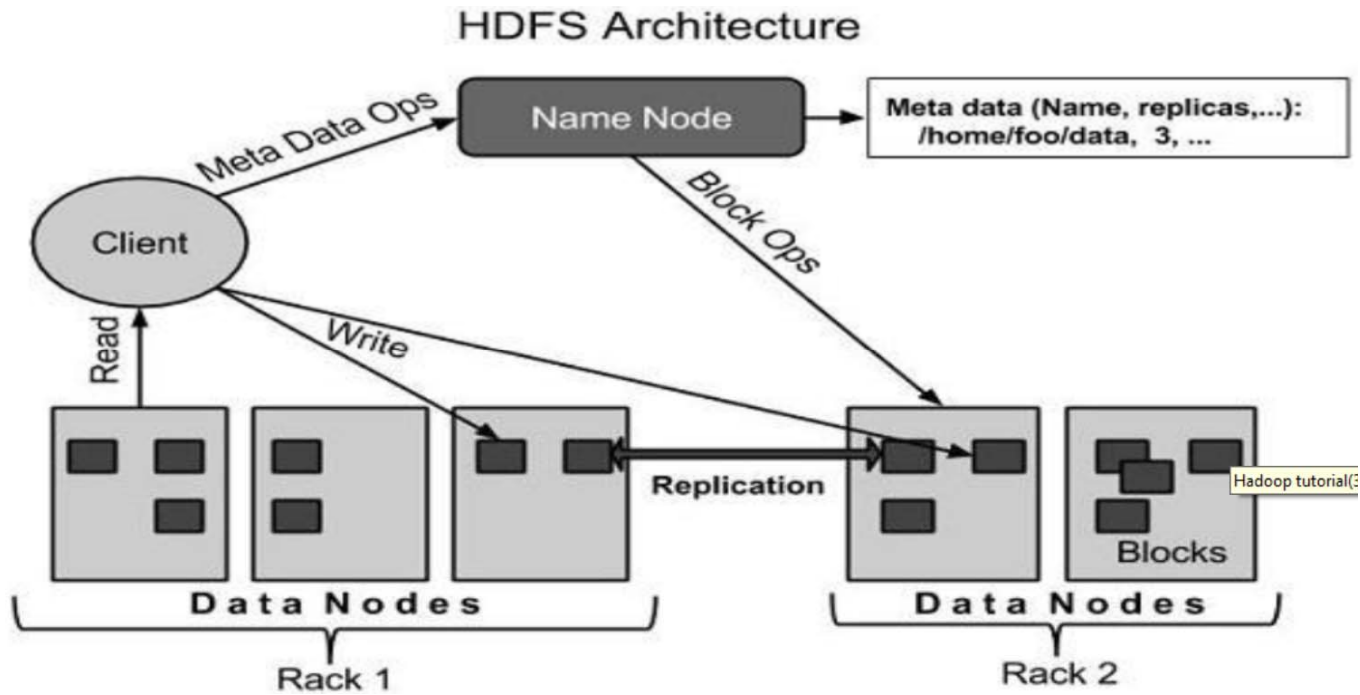 HDFS Architecture
Meta Data Ops
Name Node
Meta data (Name, replicas,...):
/home/foo/data, 3, ...
Client
Block Ops
Read
Write
Replication
Hadoop tutorial(3
Blocks
Data Nodes
Data Nodes
Rack 1
Rack 2